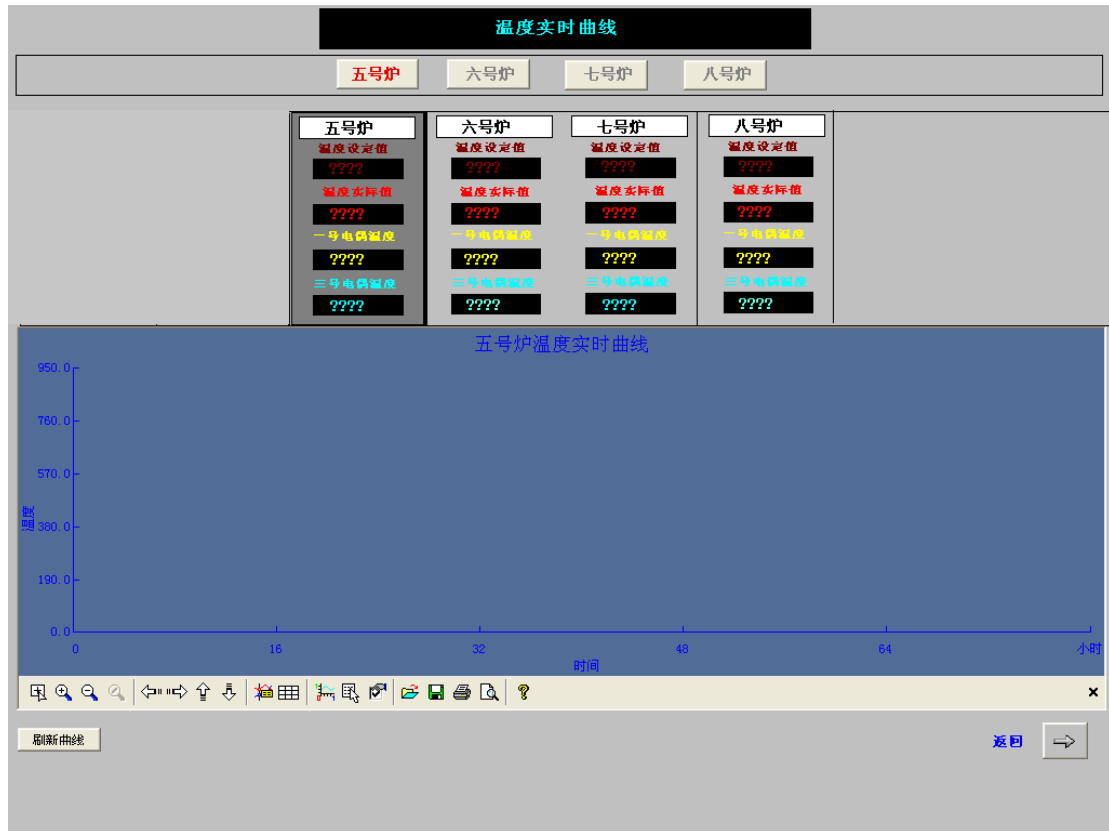 温度实时曲线
五号炉 六号炉 七号炉 八号炉
五号炉 六号炉 七号炉 八号炉
温度设定值 温度设定值 温度设定值 温度设定值
???? ???? ???? ????
温度实际值 温度实际值 温度实际值 温度实际值
???? ???? ???? ????
一号电偶温度 一号电偶温度 一号电偶温度 一号电偶温度
???? ???? ???? ????
三号电偶温度 三号电偶温度 三号电偶温度 三号电偶温度
???? ???? ???? ????
五号炉温度实时曲线
950.0
760.0
570.0
温度
380.0
190.0
0.0
0 16 32 48 64 小时
时间
刷新曲线 返回